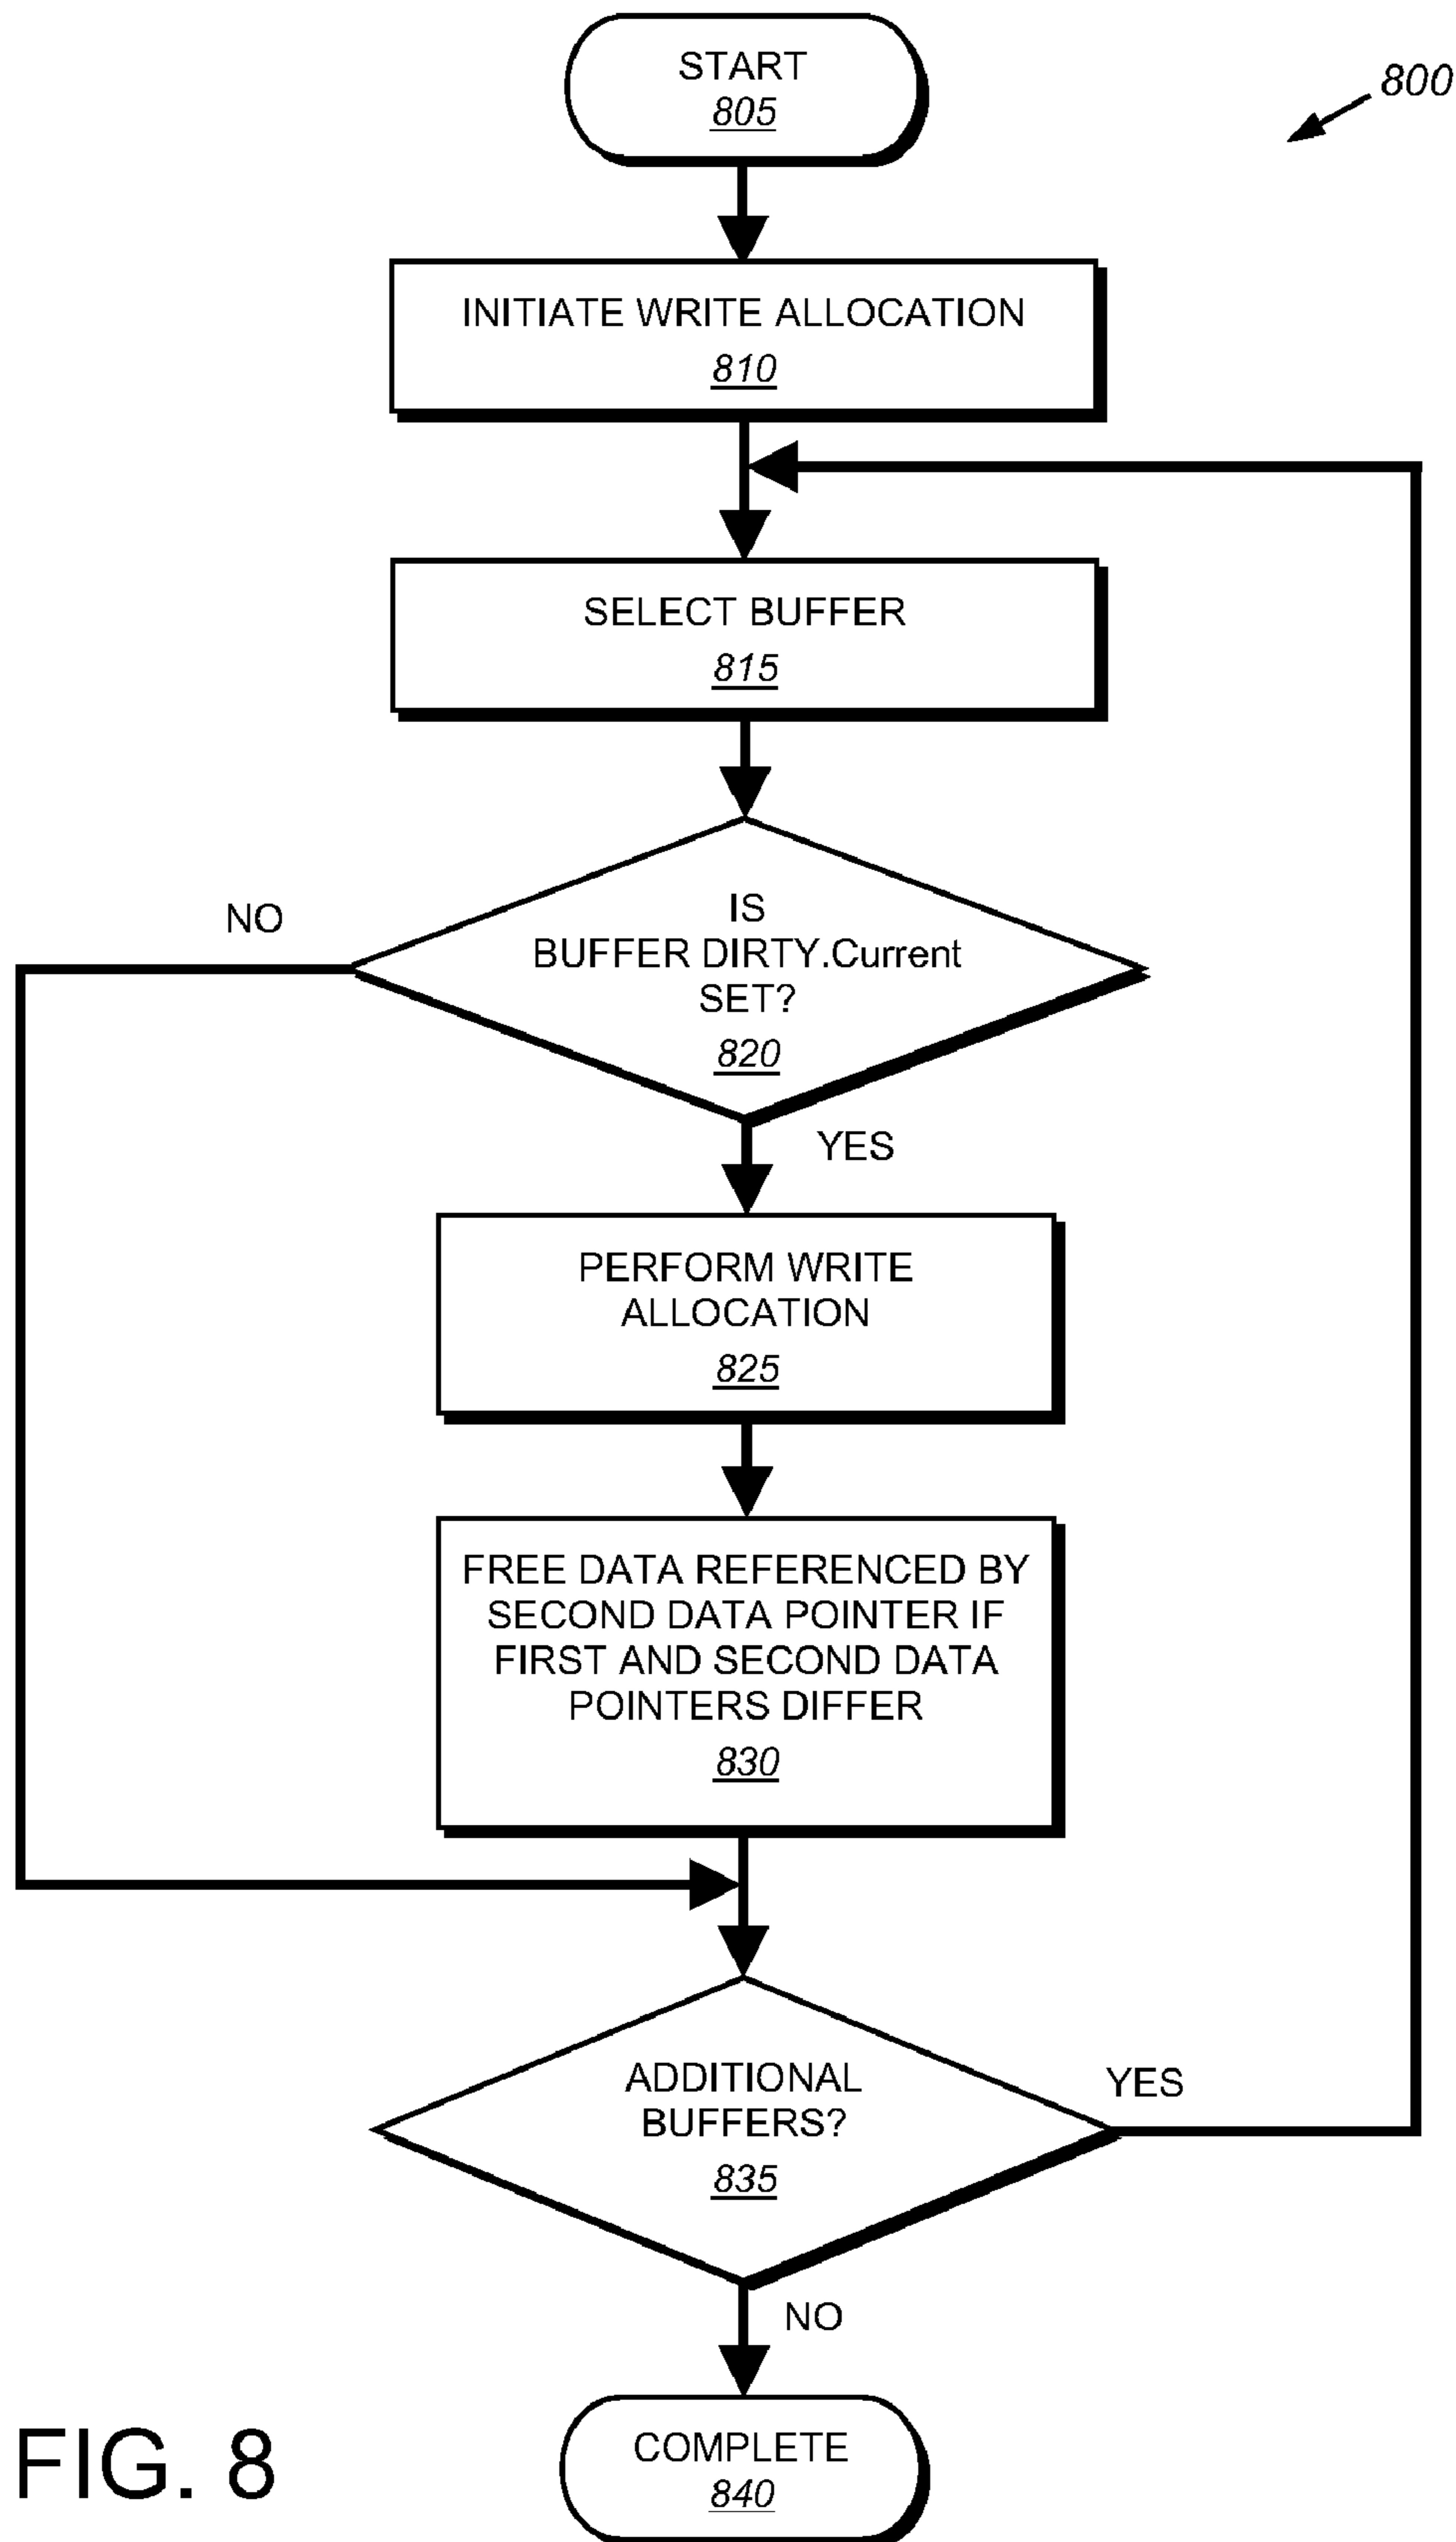 START
805
800
INITIATE WRITE ALLOCATION
810
SELECT BUFFER
815
NO
IS
BUFFER DIRTY.Current
SET?
820
YES
PERFORM WRITE
ALLOCATION
825
FREE DATA REFERENCED BY
SECOND DATA POINTER IF
FIRST AND SECOND DATA
POINTERS DIFFER
830
ADDITIONAL
BUFFERS?
835
YES
NO
COMPLETE
840
FIG. 8